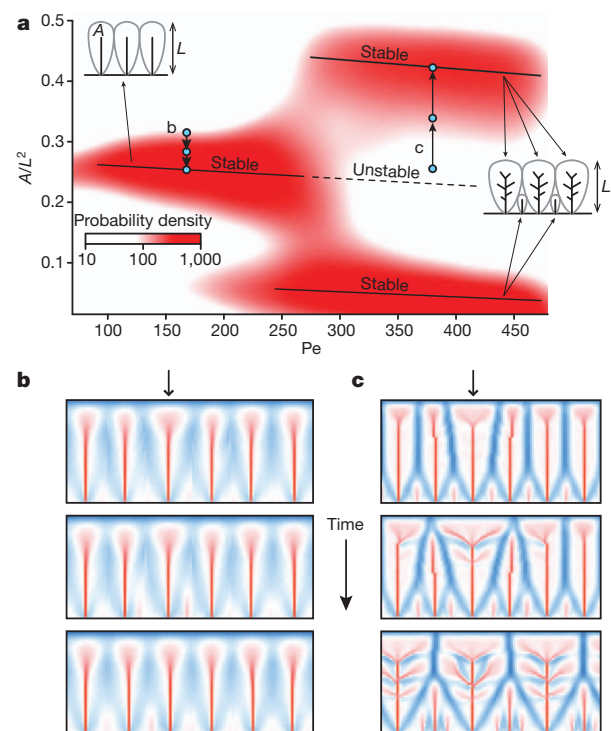 a
0.5
0.4
0.3
0.2
0.1
A/L²
A
L
b
Stable
Stable
c
Unstable
L
Stable
Probability density
10 100 1,000
100 150 200 250 300 350 400 450
Pe
b
c
Time